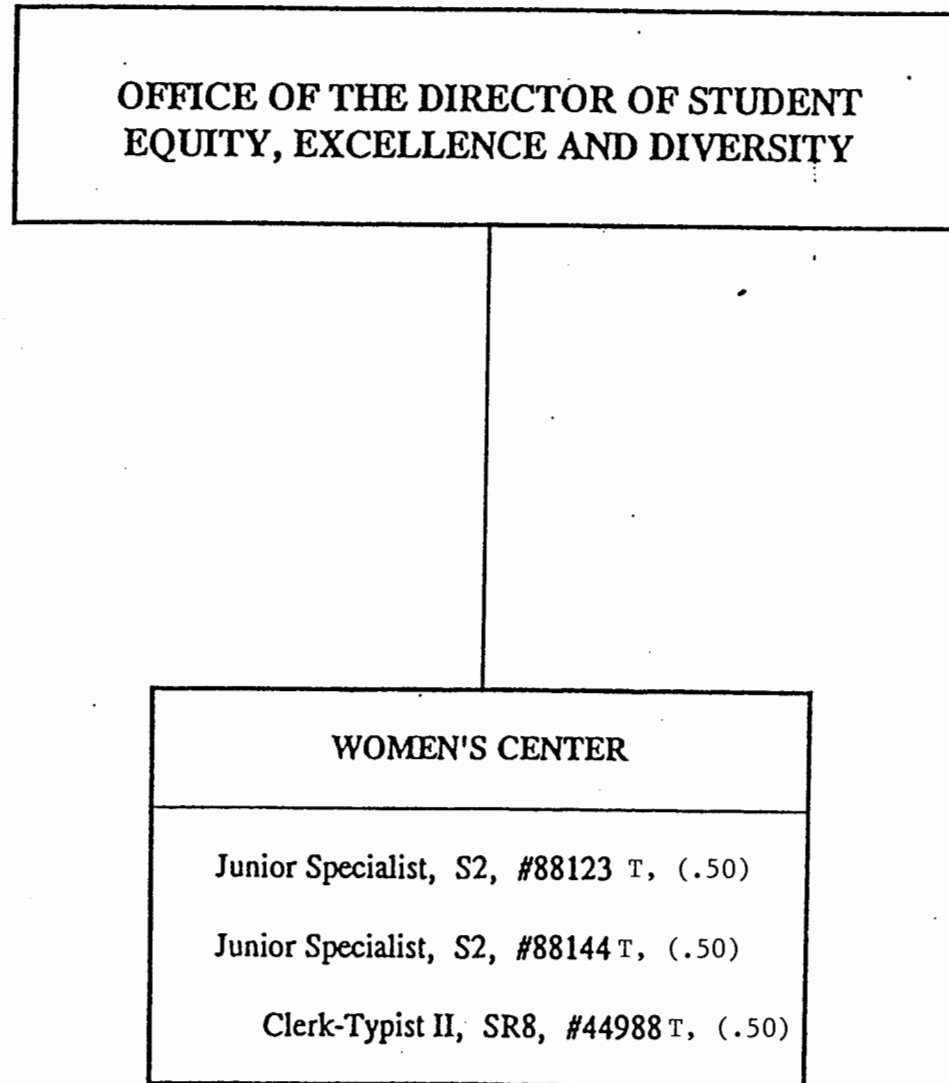 OFFICE OF THE DIRECTOR OF STUDENT
EQUITY, EXCELLENCE AND DIVERSITY
WOMEN'S CENTER
Junior Specialist, S2, #88123 T, (.50)
Junior Specialist, S2, #88144 T, (.50)
Clerk-Typist II, SR8, #44988 T, (.50)